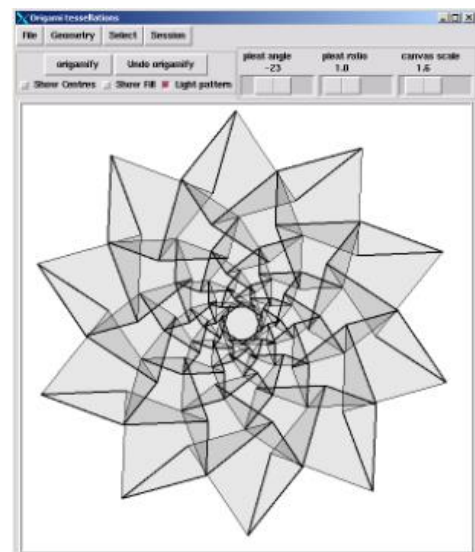 Origami tessellations
File Geometry Select Session
origamify Undo origamify
pleat angle pleat ratio canvas scale
-23 1.0 1.6
Show Centres Show Fill Light pattern